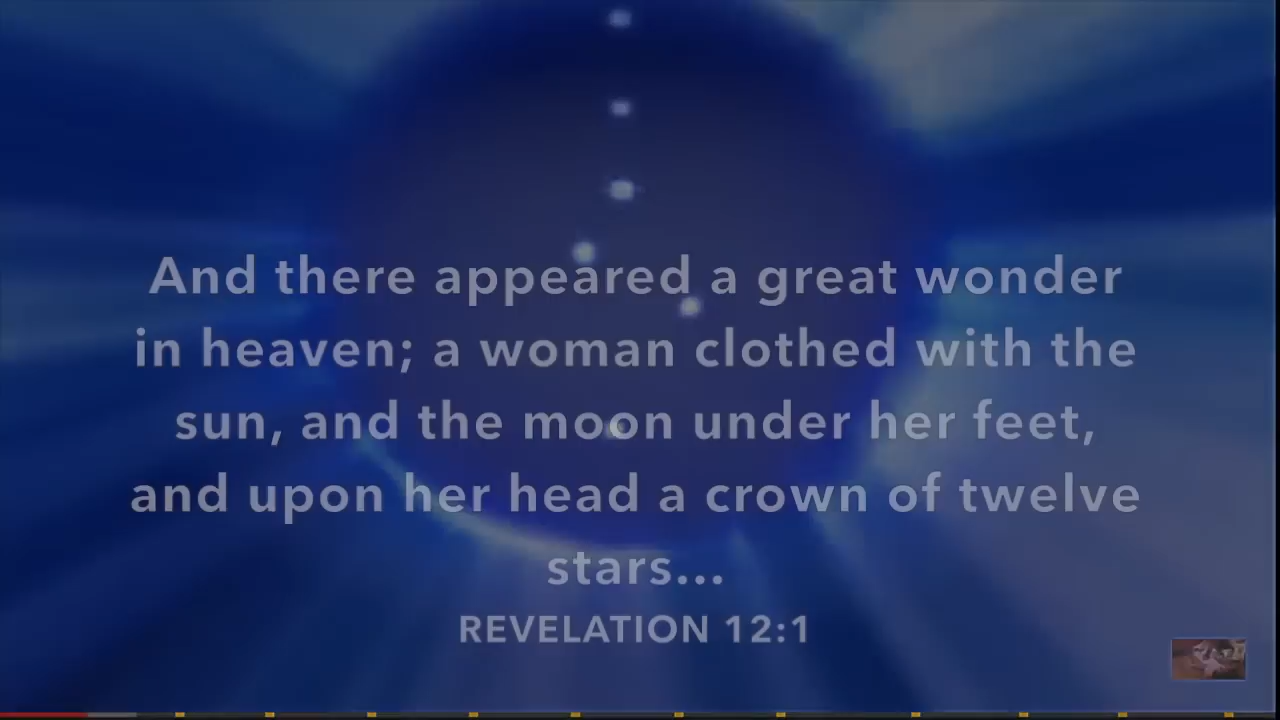 And there appeared a great wonder
in heaven; a woman clothed with the
sun, and the moon under her feet,
and upon her head a crown of twelve
stars...
REVELATION 12:1